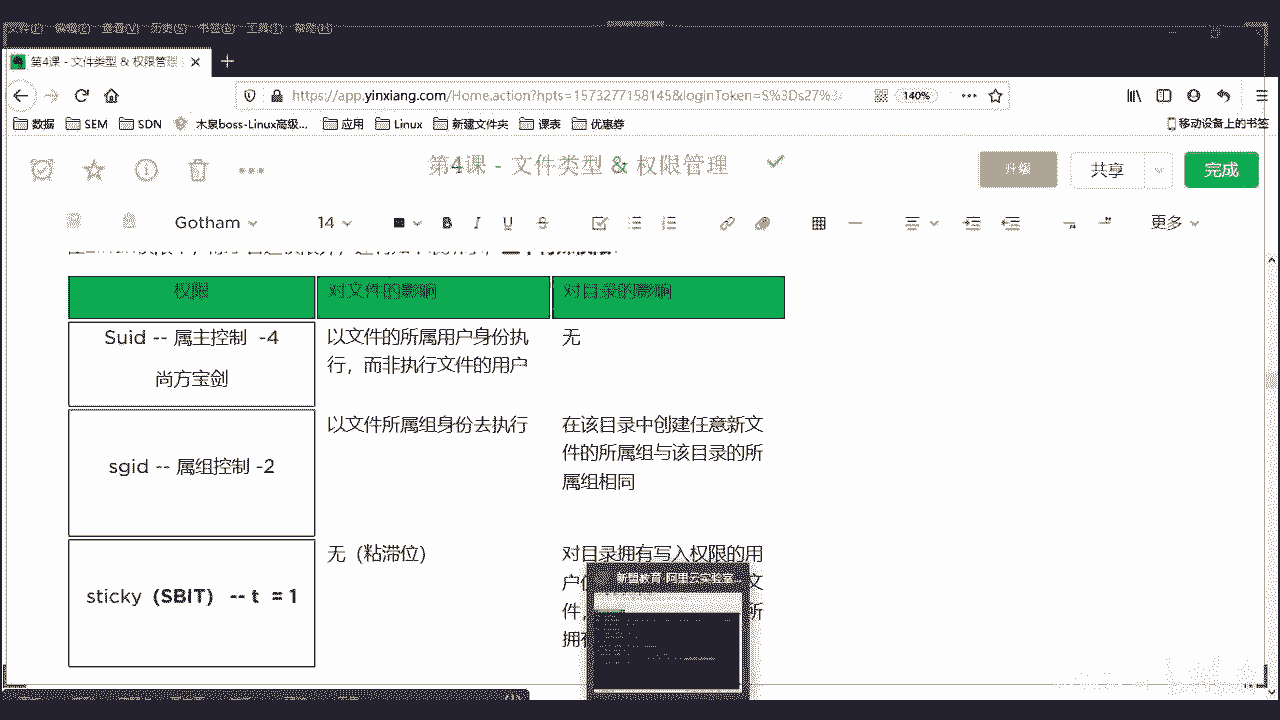 文件(F) 编辑(E) 查看(V) 历史(S) 书签(B) 工具(T) 帮助(H)
第4课 - 文件类型 & 权限管理
https://app.yinxiang.com/Home.action?hpts=1573277158145&loginToken=S%3Ds27%3
140%
数据 SEM SDN 木泉boss-Linux高级... 应用 Linux 新建文件夹 课表 优惠券 移动设备上的书签
第4课 - 文件类型 & 权限管理
升级 共享 完成
Gotham 14 B I U S 更多
权限 对文件的影响 对目录的影响
Suid -- 属主控制 -4
尚方宝剑
以文件的所属用户身份执
行，而非执行文件的用户
无
sgid -- 属组控制 -2
以文件所属组身份去执行
在该目录中创建任意新文
件的所属组与该目录的所
属组相同
sticky（SBIT） -- t = 1
无（粘滞位）
对目录拥有写入权限的用
户
文
件，
所
拥有
新盟教育-阿里云实验室...